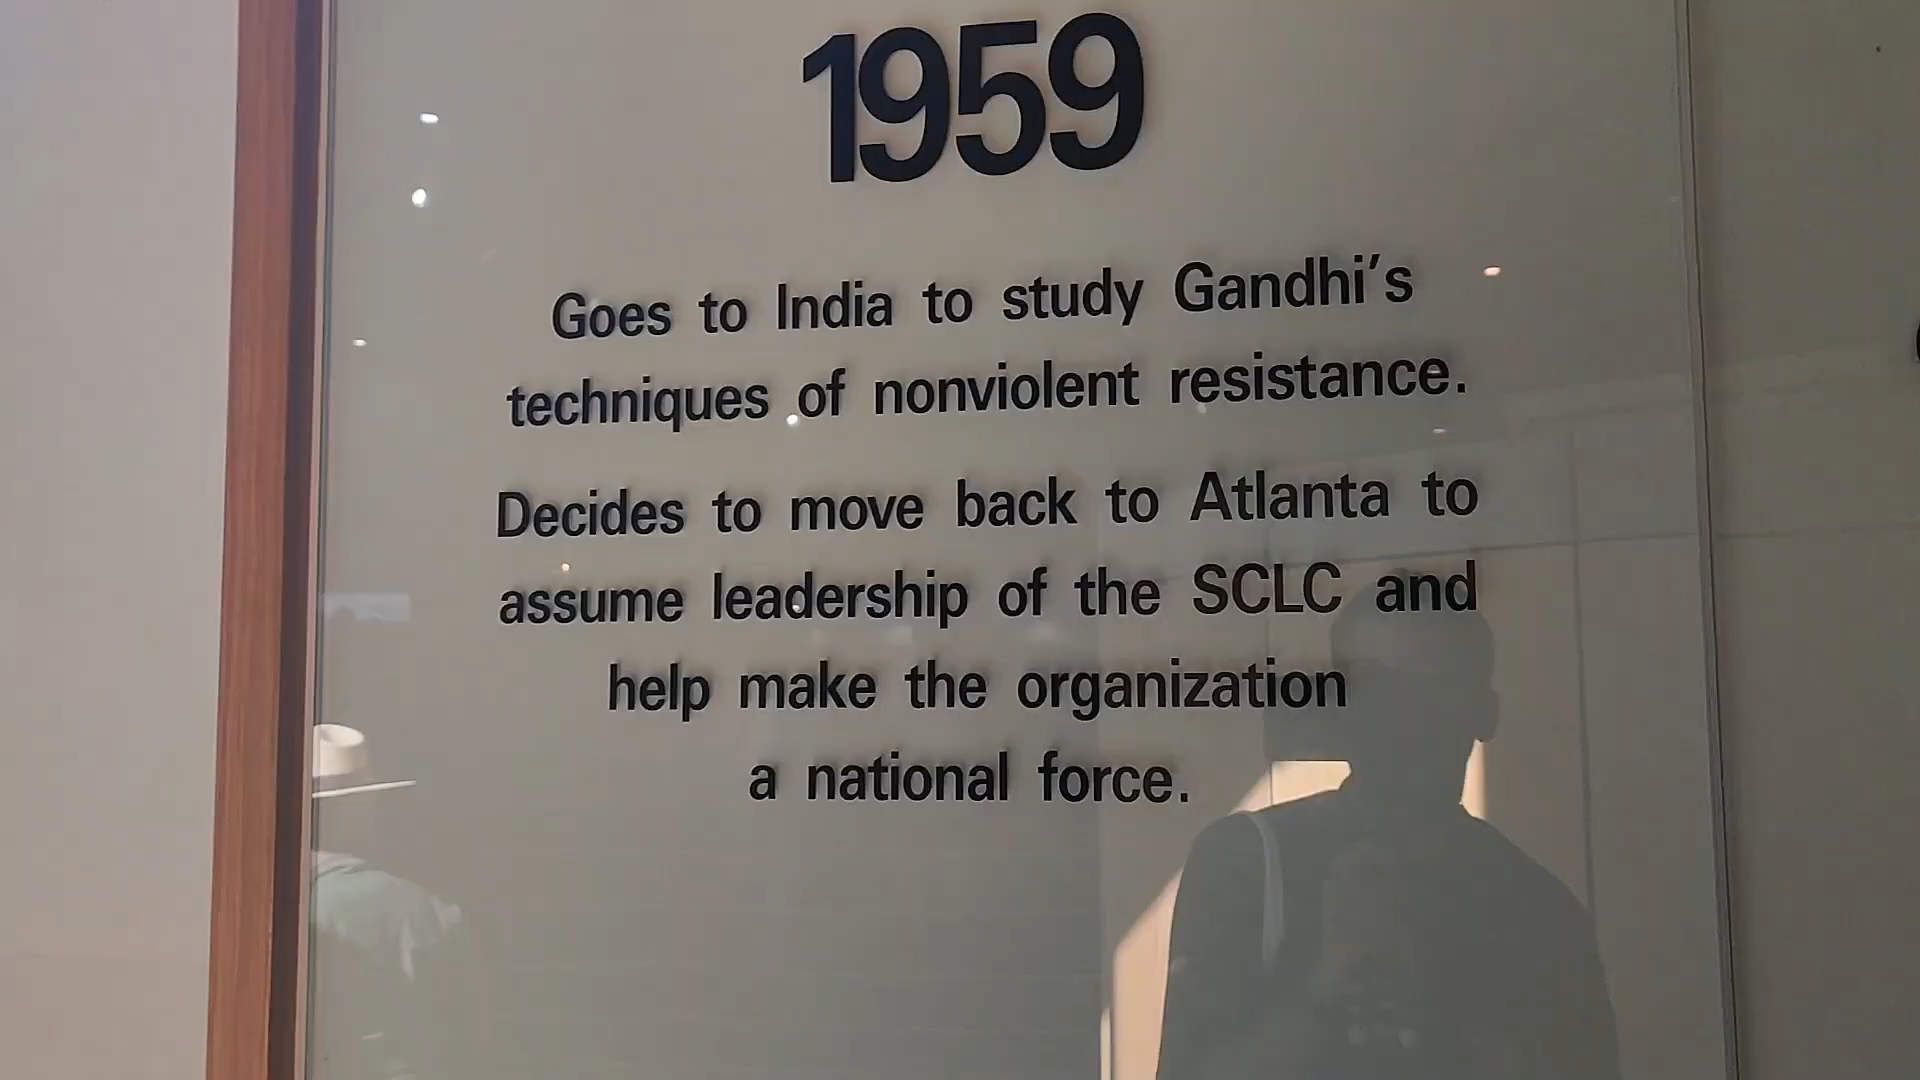 1959
Goes to India to study Gandhi's
techniques of nonviolent resistance.
Decides to move back to Atlanta to
assume leadership of the SCLC and
help make the organization
a national force.